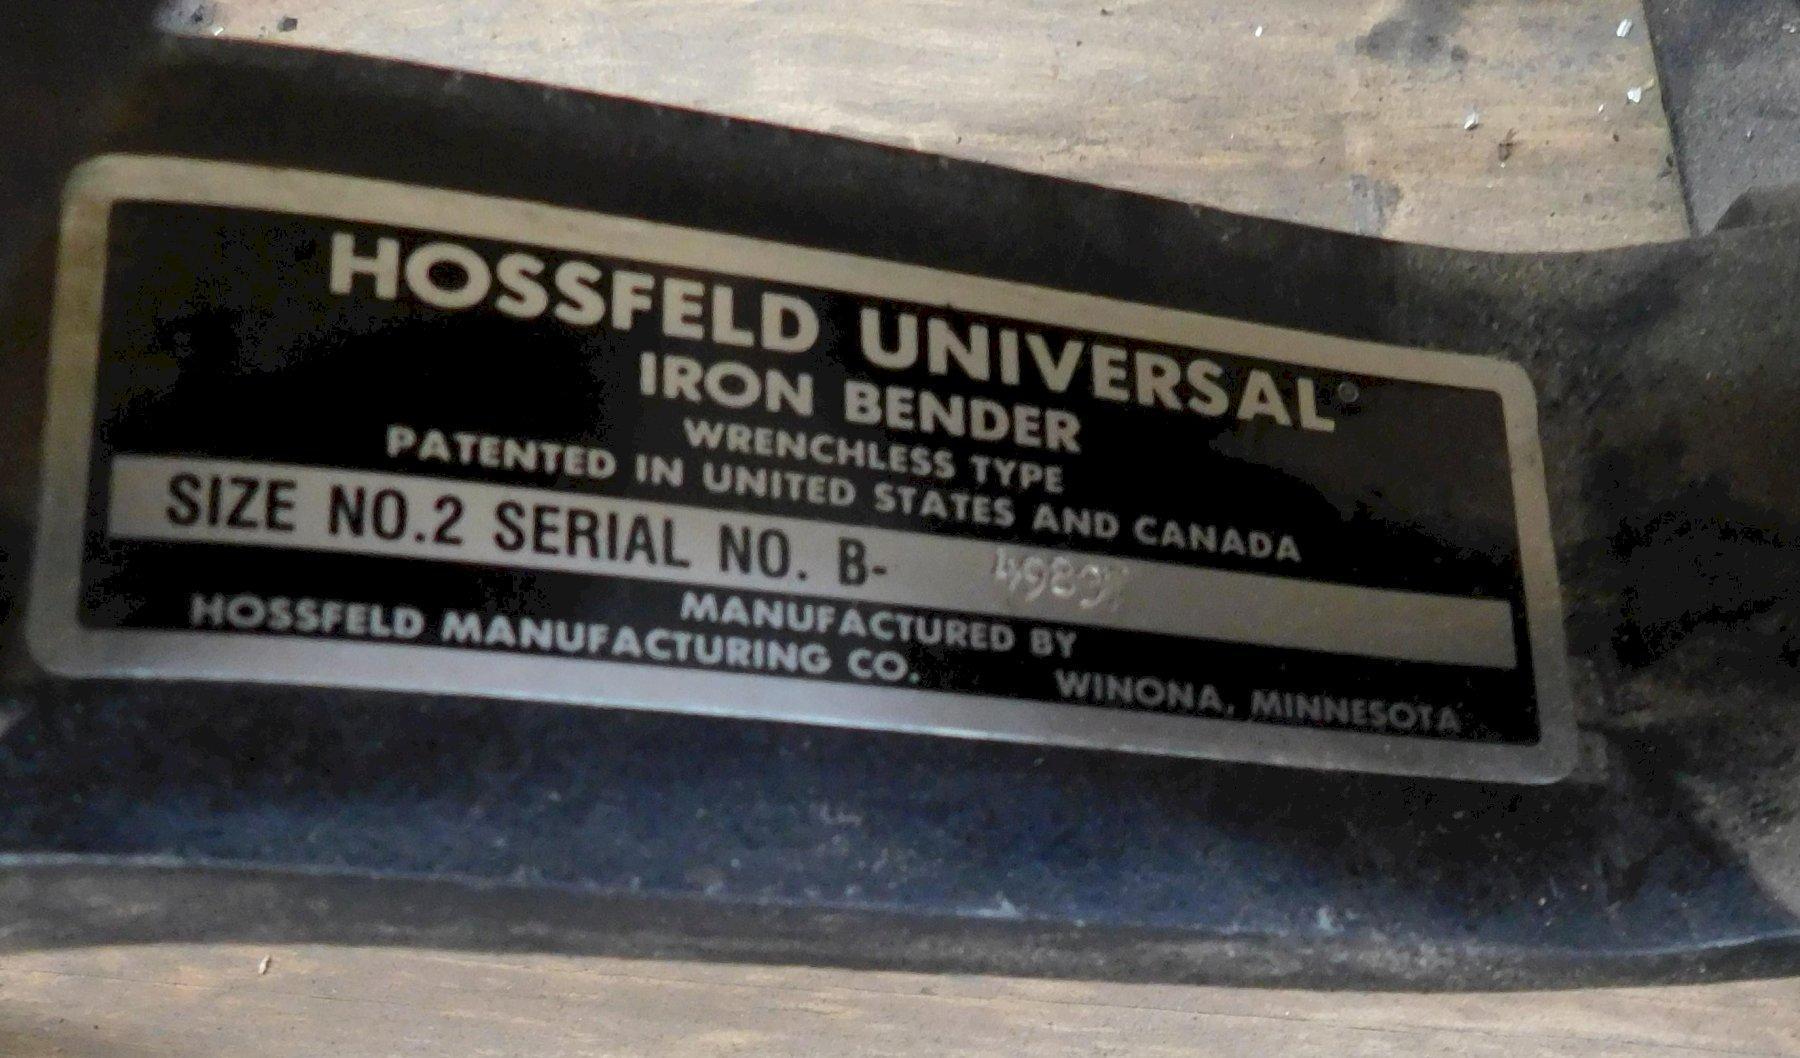 HOSSFELD UNIVERSAL®
IRON BENDER
WRENCHLESS TYPE
PATENTED IN UNITED STATES AND CANADA
SIZE NO.2 SERIAL NO. B-
MANUFACTURED BY
HOSSFELD MANUFACTURING CO. WINONA, MINNESOTA